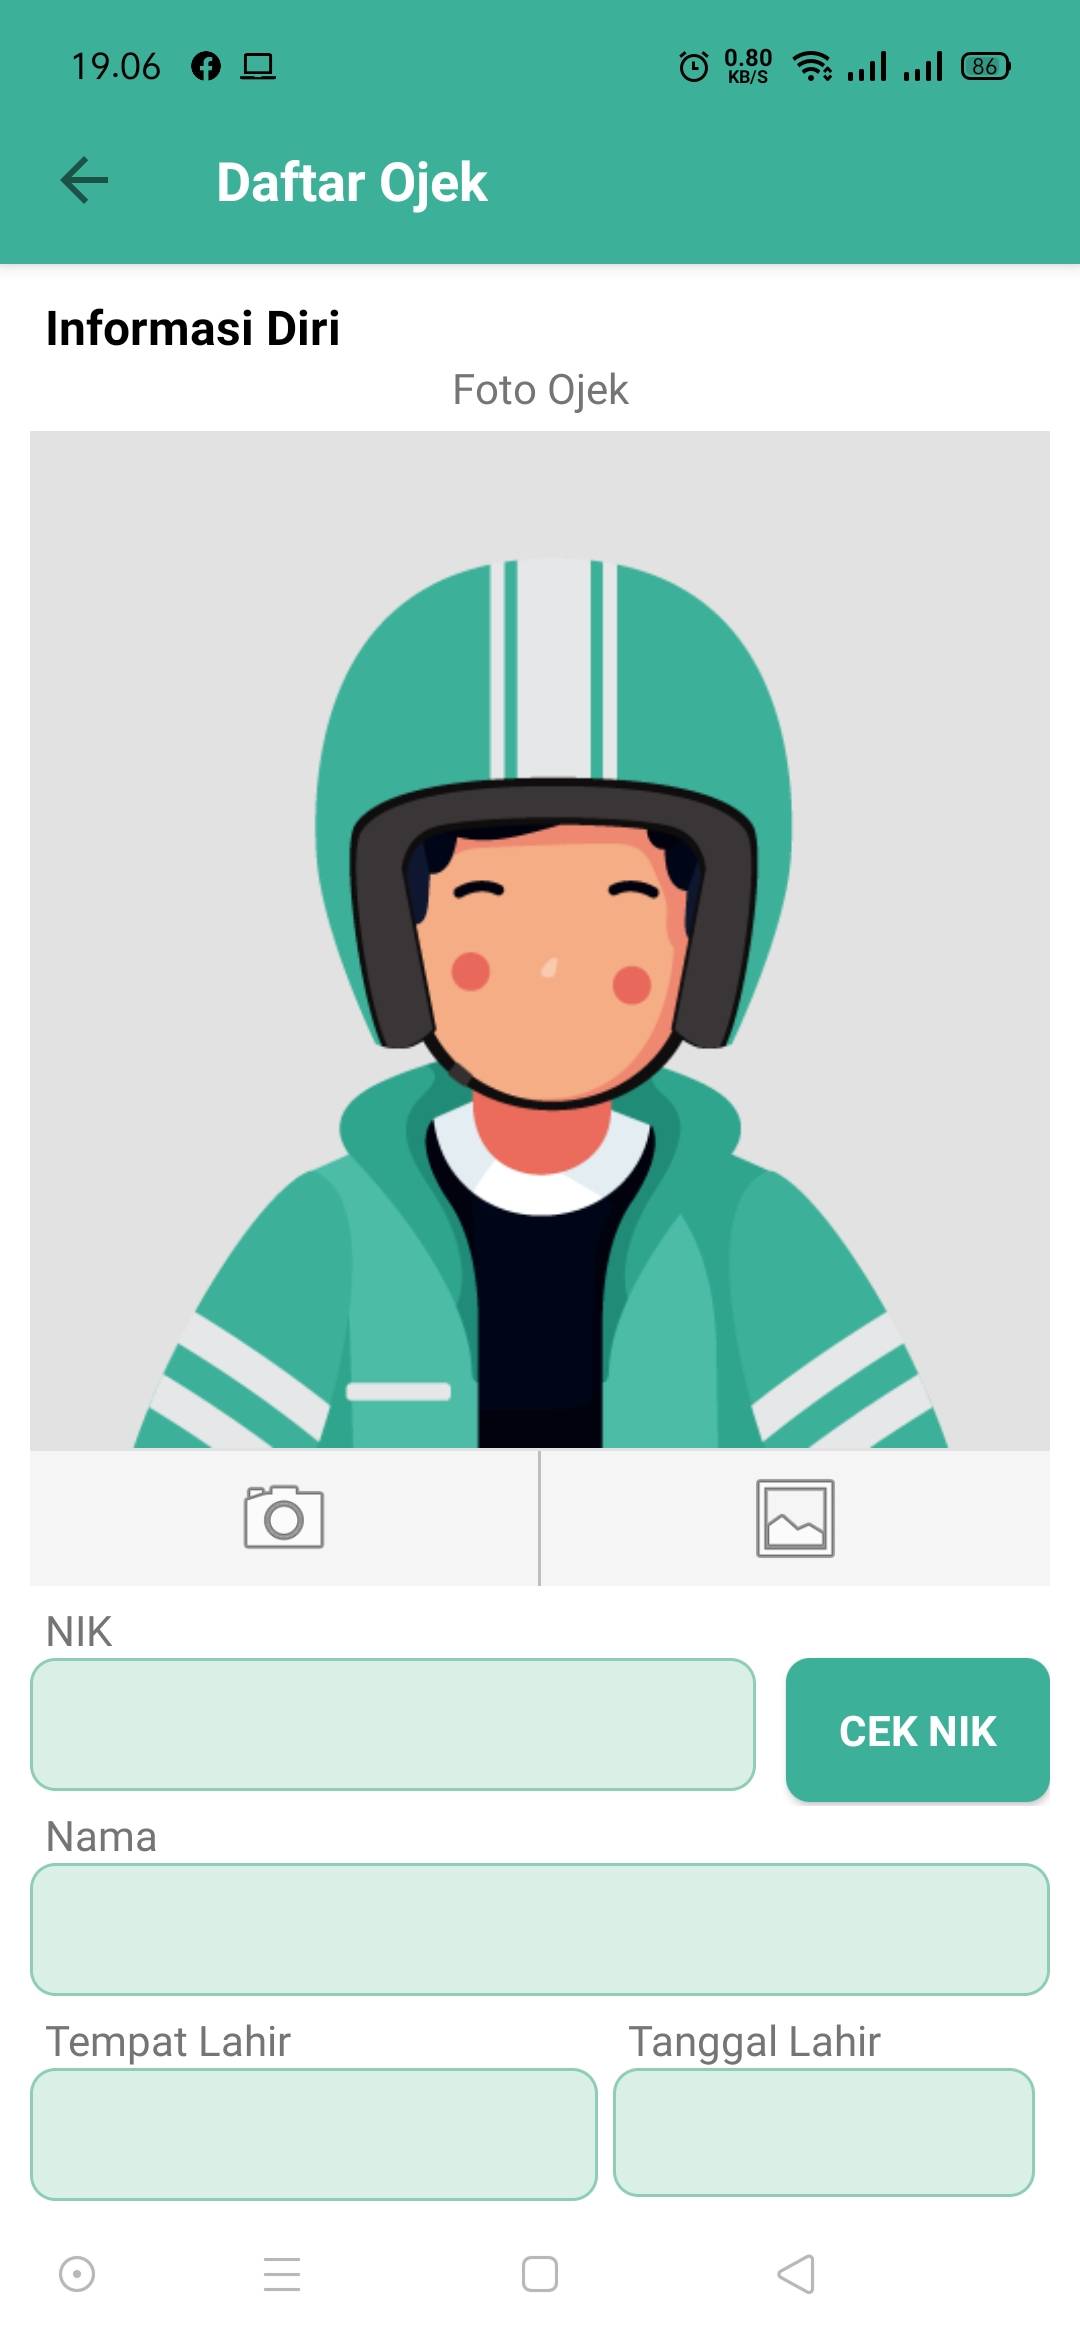 19.06
0.80
KB/S
86
Daftar Ojek
Informasi Diri
Foto Ojek
NIK
CEK NIK
Nama
Tempat Lahir
Tanggal Lahir